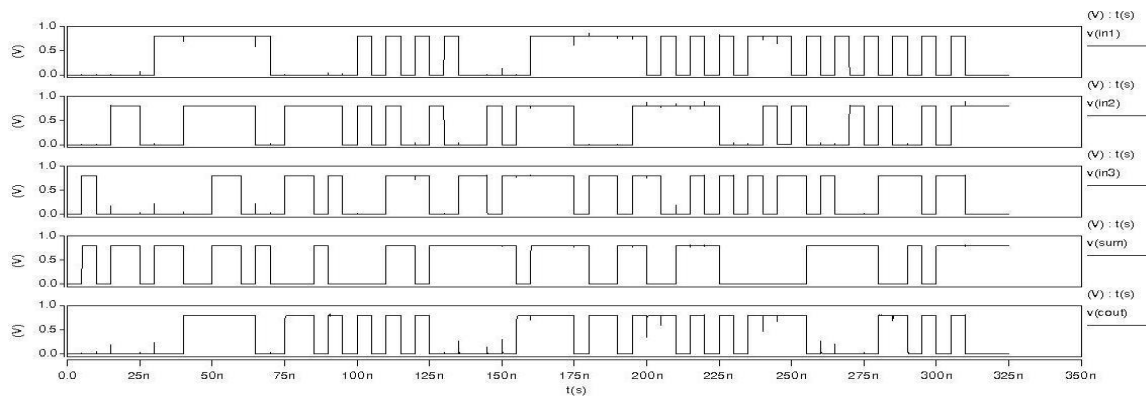 (V) : t(s)
(V)
1.0
0.5
0.0
v(in1)
(V) : t(s)
(V)
1.0
0.5
0.0
v(in2)
(V) : t(s)
(V)
1.0
0.5
0.0
v(in3)
(V) : t(s)
(V)
1.0
0.5
0.0
v(sum)
(V) : t(s)
(V)
1.0
0.5
0.0
v(cout)
0.0 25n 50n 75n 100n 125n 150n 175n 200n 225n 250n 275n 300n 325n 350n
t(s)